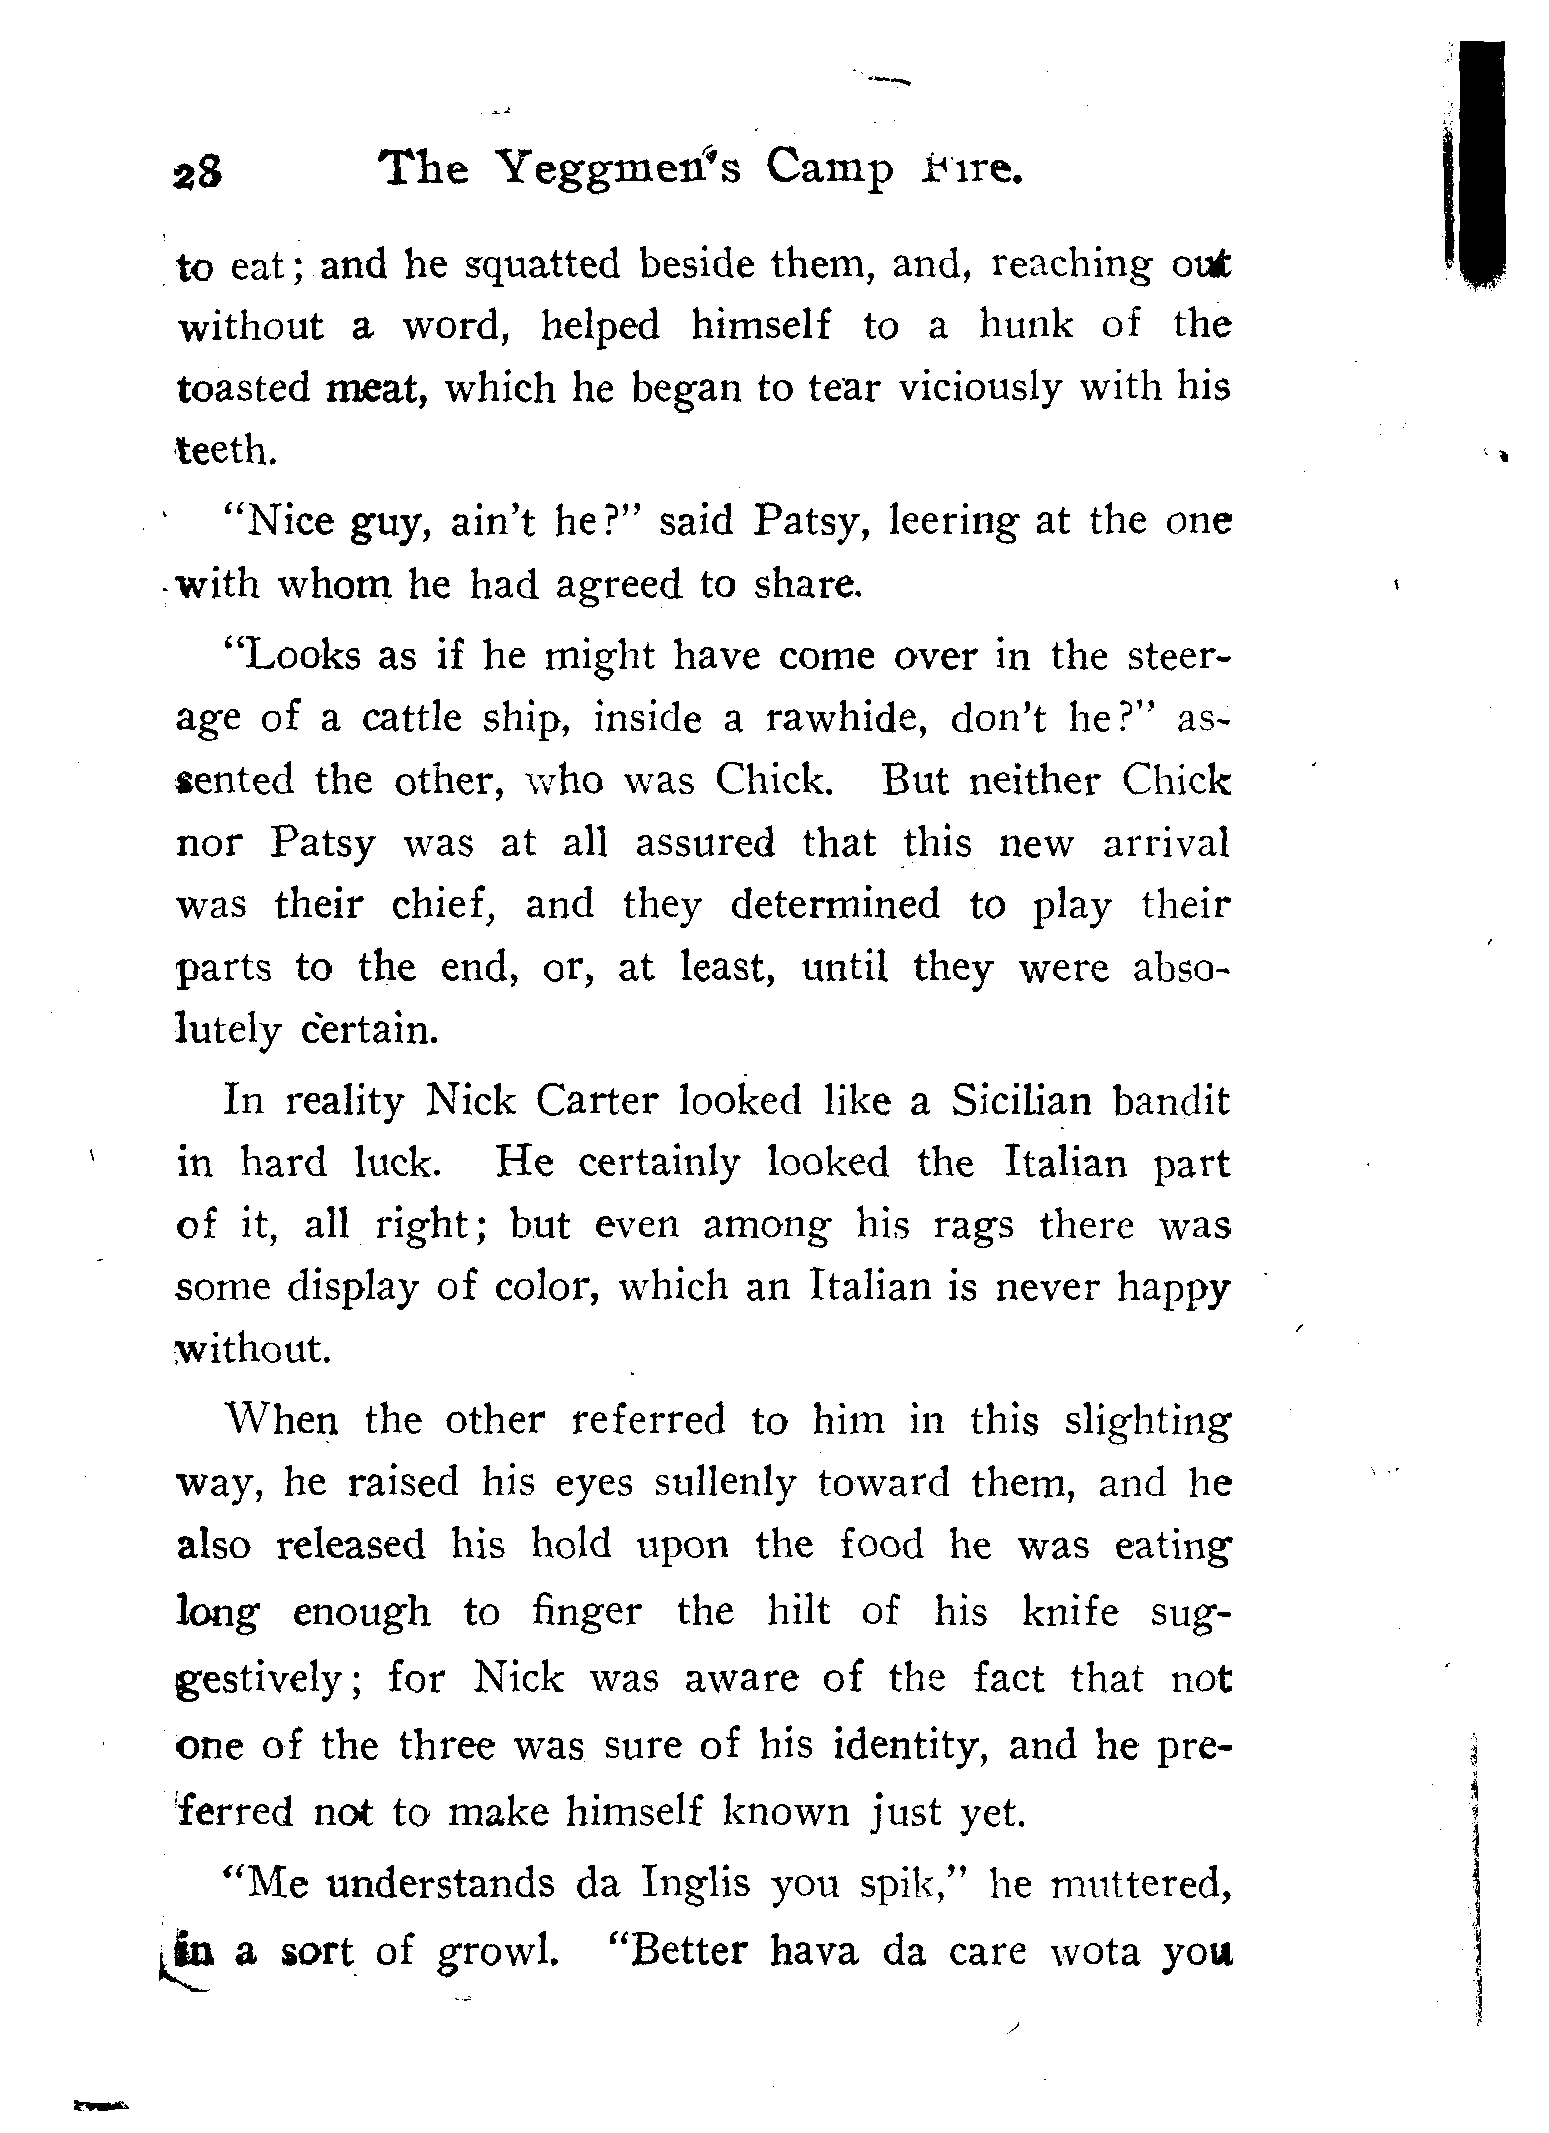 28 The Yeggmen's Camp Fire.
to eat; and he squatted beside them, and, reaching out
without a word, helped himself to a hunk of the
toasted meat, which he began to tear viciously with his
teeth.
"Nice guy, ain't he?" said Patsy, leering at the one
with whom he had agreed to share.
"Looks as if he might have come over in the steer-
age of a cattle ship, inside a rawhide, don't he?" as-
sented the other, who was Chick. But neither Chick
nor Patsy was at all assured that this new arrival
was their chief, and they determined to play their
parts to the end, or, at least, until they were abso-
lutely certain.
In reality Nick Carter looked like a Sicilian bandit
in hard luck. He certainly looked the Italian part
of it, all right; but even among his rags there was
some display of color, which an Italian is never happy
without.
When the other referred to him in this slighting
way, he raised his eyes sullenly toward them, and he
also released his hold upon the food he was eating
long enough to finger the hilt of his knife sug-
gestively; for Nick was aware of the fact that not
one of the three was sure of his identity, and he pre-
ferred not to make himself known just yet.
"Me understands da Inglis you spik," he muttered,
in a sort of growl. "Better hava da care wota you